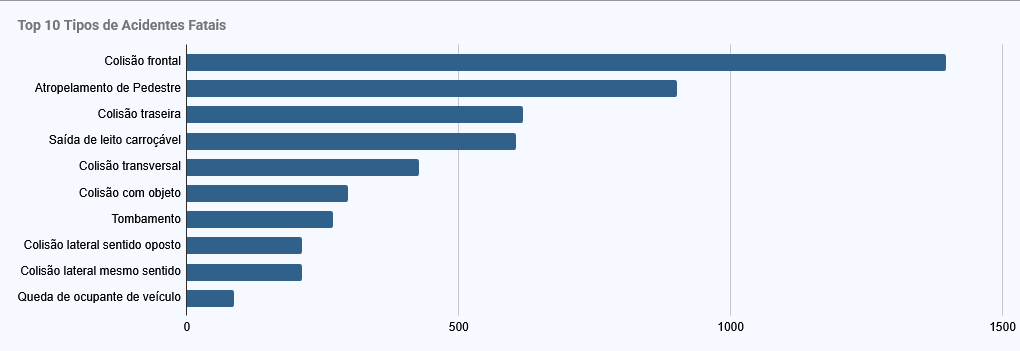 Top 10 Tipos de Acidentes Fatais
Colisão frontal
Atropelamento de Pedestre
Colisão traseira
Saída de leito carroçável
Colisão transversal
Colisão com objeto
Tombamento
Colisão lateral sentido oposto
Colisão lateral mesmo sentido
Queda de ocupante de veículo
0 500 1000 1500